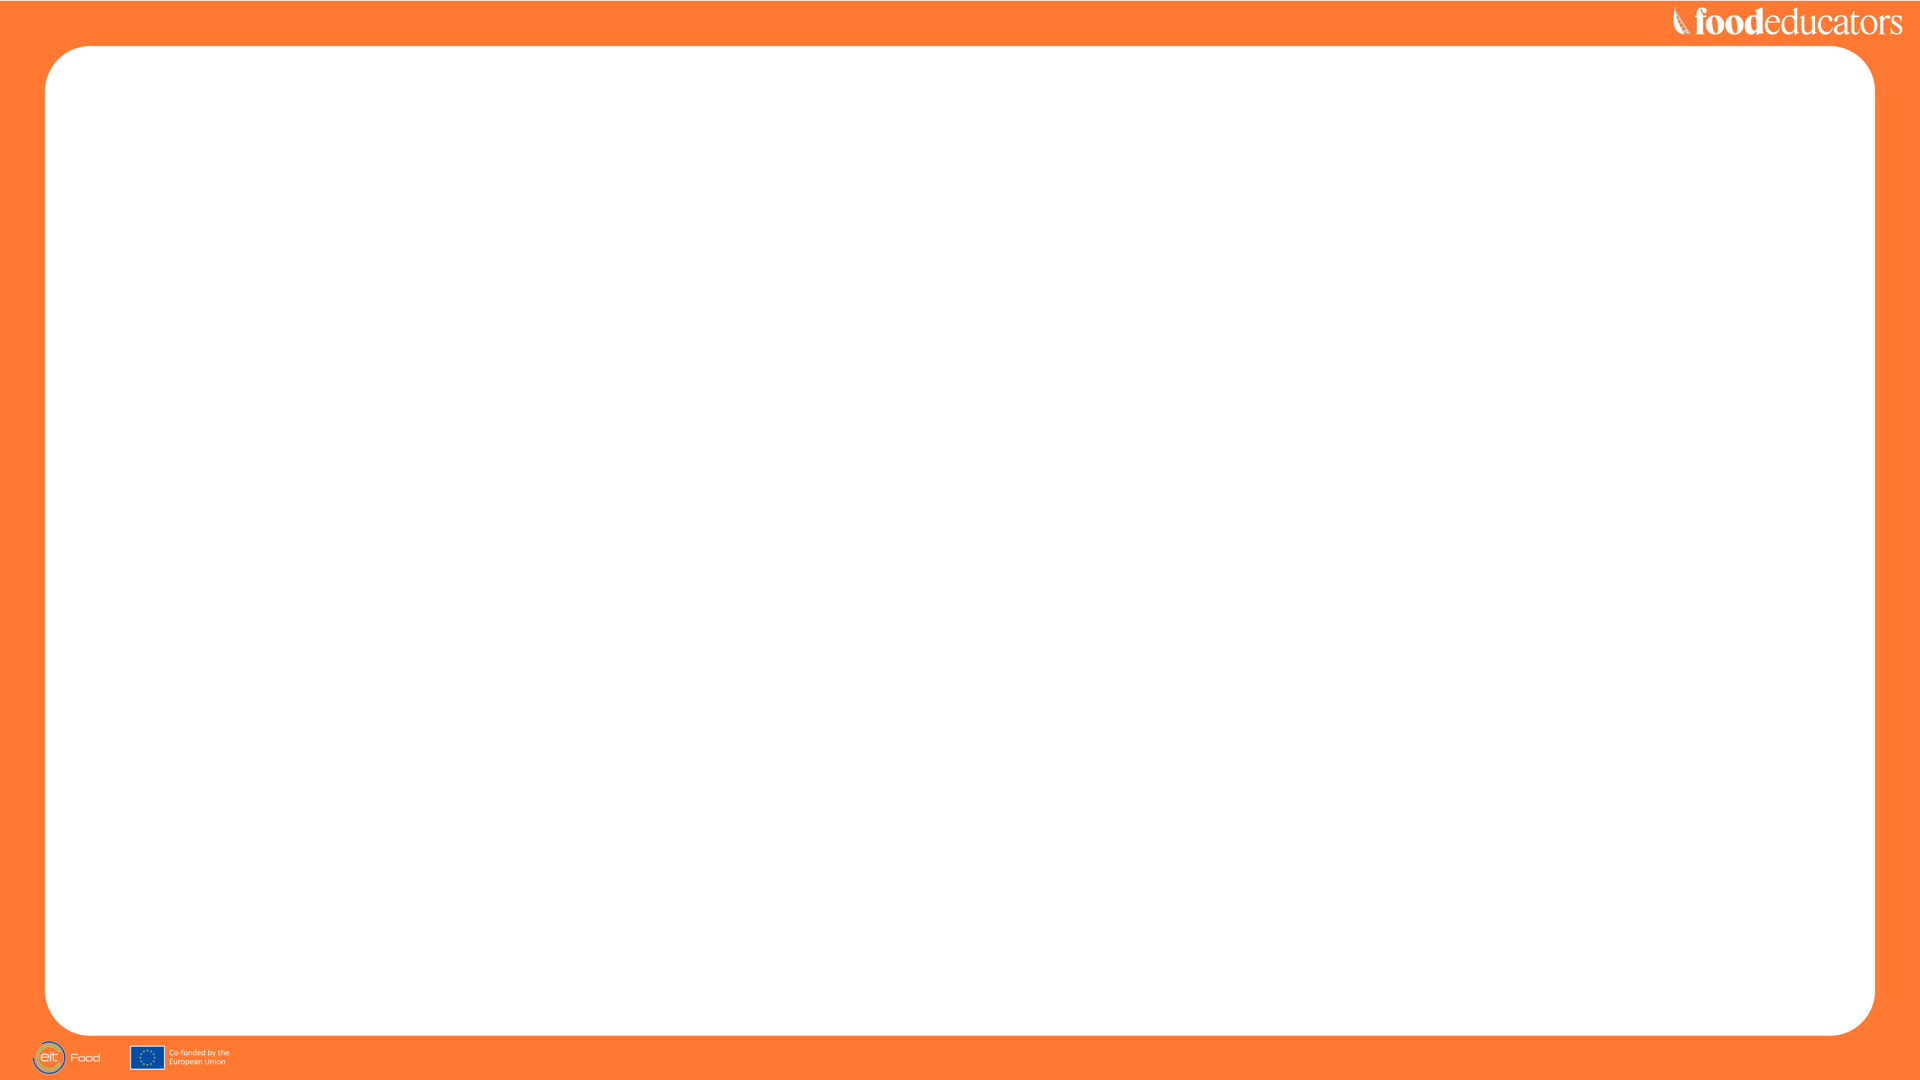 foodeducators
eit Food
Co-funded by the
European Union